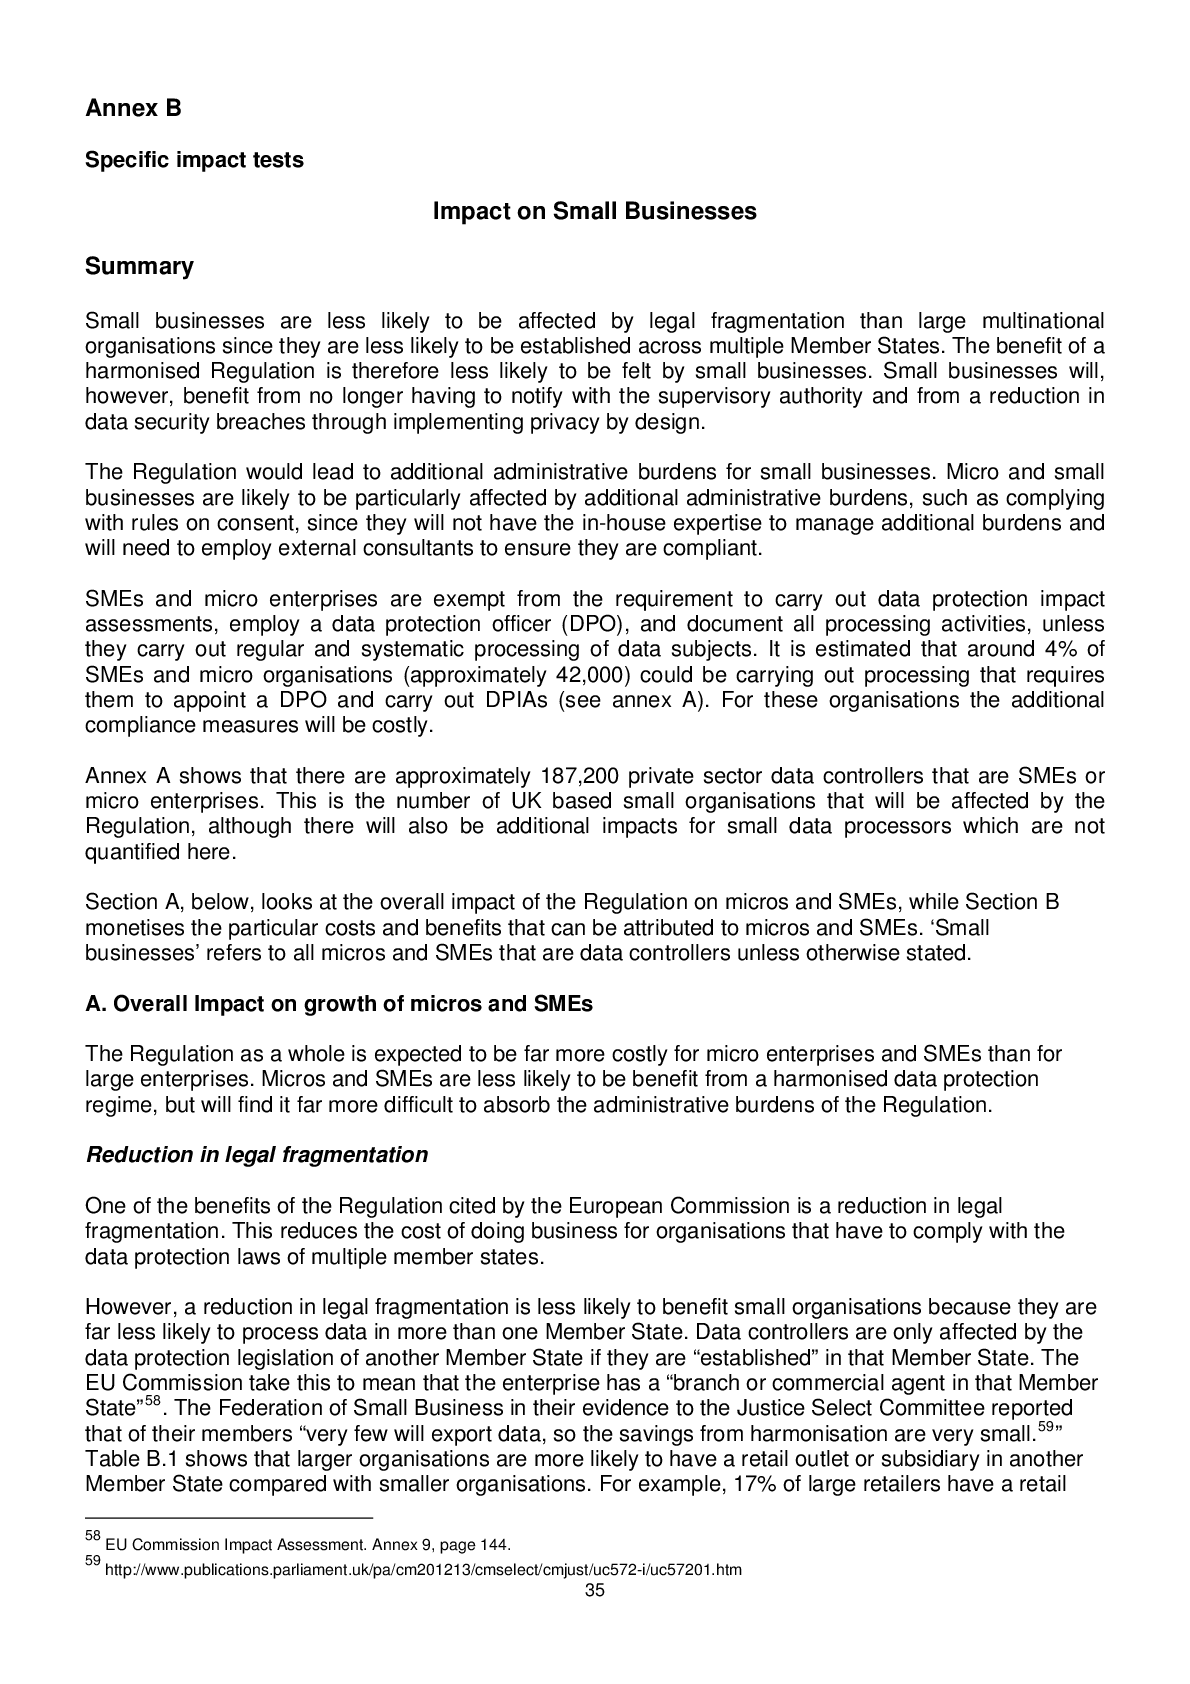 Annex B
Specific impact tests
Impact on Small Businesses
Summary
Small businesses are less likely to be affected by legal fragmentation than large multinational
organisations since they are less likely to be established across multiple Member States. The benefit of a
harmonised Regulation is therefore less likely to be felt by small businesses. Small businesses will,
however, benefit from no longer having to notify with the supervisory authority and from a reduction in
data security breaches through implementing privacy by design.
The Regulation would lead to additional administrative burdens for small businesses. Micro and small
businesses are likely to be particularly affected by additional administrative burdens, such as complying
with rules on consent, since they will not have the in-house expertise to manage additional burdens and
will need to employ external consultants to ensure they are compliant.
SMEs and micro enterprises are exempt from the requirement to carry out data protection impact
assessments, employ a data protection officer (DPO), and document all processing activities, unless
they carry out regular and systematic processing of data subjects. It is estimated that around 4% of
SMEs and micro organisations (approximately 42,000) could be carrying out processing that requires
them to appoint a DPO and carry out DPIAs (see annex A). For these organisations the additional
compliance measures will be costly.
Annex A shows that there are approximately 187,200 private sector data controllers that are SMEs or
micro enterprises. This is the number of UK based small organisations that will be affected by the
Regulation, although there will also be additional impacts for small data processors which are not
quantified here.
Section A, below, looks at the overall impact of the Regulation on micros and SMEs, while Section B
monetises the particular costs and benefits that can be attributed to micros and SMEs. ‘Small
businesses’ refers to all micros and SMEs that are data controllers unless otherwise stated.
A. Overall Impact on growth of micros and SMEs
The Regulation as a whole is expected to be far more costly for micro enterprises and SMEs than for
large enterprises. Micros and SMEs are less likely to be benefit from a harmonised data protection
regime, but will find it far more difficult to absorb the administrative burdens of the Regulation.
Reduction in legal fragmentation
One of the benefits of the Regulation cited by the European Commission is a reduction in legal
fragmentation. This reduces the cost of doing business for organisations that have to comply with the
data protection laws of multiple member states.
However, a reduction in legal fragmentation is less likely to benefit small organisations because they are
far less likely to process data in more than one Member State. Data controllers are only affected by the
data protection legislation of another Member State if they are “established” in that Member State. The
EU Commission take this to mean that the enterprise has a “branch or commercial agent in that Member
State”58. The Federation of Small Business in their evidence to the Justice Select Committee reported
that of their members “very few will export data, so the savings from harmonisation are very small.59”
Table B.1 shows that larger organisations are more likely to have a retail outlet or subsidiary in another
Member State compared with smaller organisations. For example, 17% of large retailers have a retail
58 EU Commission Impact Assessment. Annex 9, page 144.
59 http://www.publications.parliament.uk/pa/cm201213/cmselect/cmjust/uc572-i/uc57201.htm
35